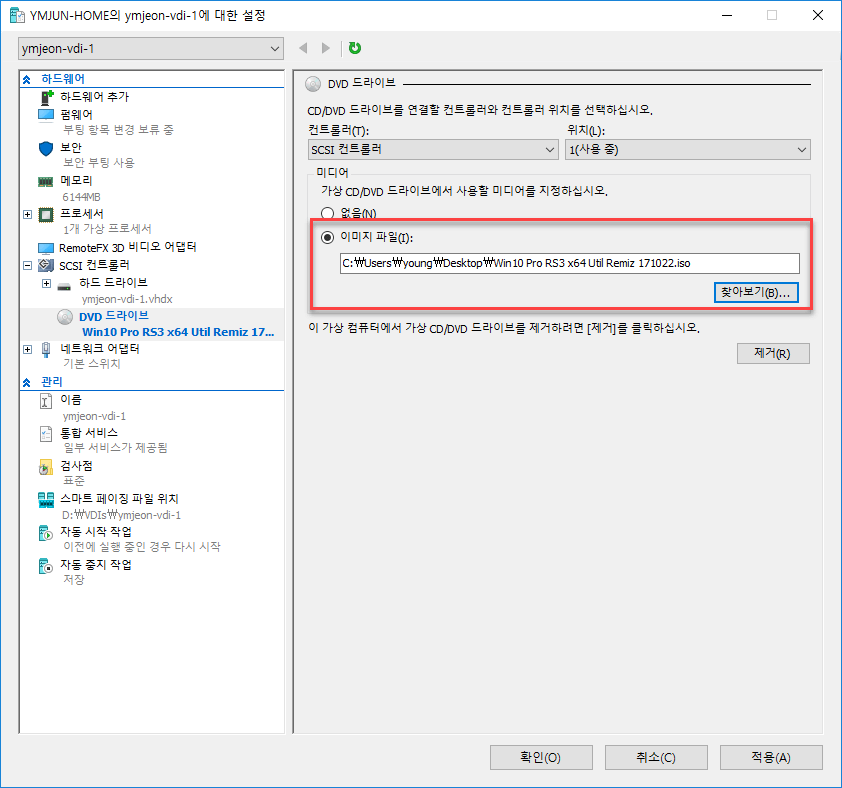 YMJUN-HOME의 ymjeon-vdi-1에 대한 설정
ymjeon-vdi-1
하드웨어
하드웨어 추가
펌웨어
부팅 항목 변경 보류 중
보안
보안 부팅 사용
메모리
6144MB
프로세서
1개 가상 프로세서
RemoteFX 3D 비디오 어댑터
SCSI 컨트롤러
하드 드라이브
ymjeon-vdi-1.vhdx
DVD 드라이브
Win10 Pro RS3 x64 Util Remiz 17...
네트워크 어댑터
기본 스위치
관리
이름
ymjeon-vdi-1
통합 서비스
일부 서비스가 제공됨
검사점
표준
스마트 페이징 파일 위치
D:₩VDIs₩ymjeon-vdi-1
자동 시작 작업
이전에 실행 중인 경우 다시 시작
자동 중지 작업
저장
DVD 드라이브
CD/DVD 드라이브를 연결할 컨트롤러와 컨트롤러 위치를 선택하십시오.
컨트롤러(T): 위치(L):
SCSI 컨트롤러 1(사용 중)
미디어
가상 CD/DVD 드라이브에서 사용할 미디어를 지정하십시오.
없음(N)
이미지 파일(I):
C:₩Users₩young₩Desktop₩Win10 Pro RS3 x64 Util Remiz 171022.iso
찾아보기(B)...
이 가상 컴퓨터에서 가상 CD/DVD 드라이브를 제거하려면 [제거]를 클릭하십시오.
제거(R)
확인(O) 취소(C) 적용(A)